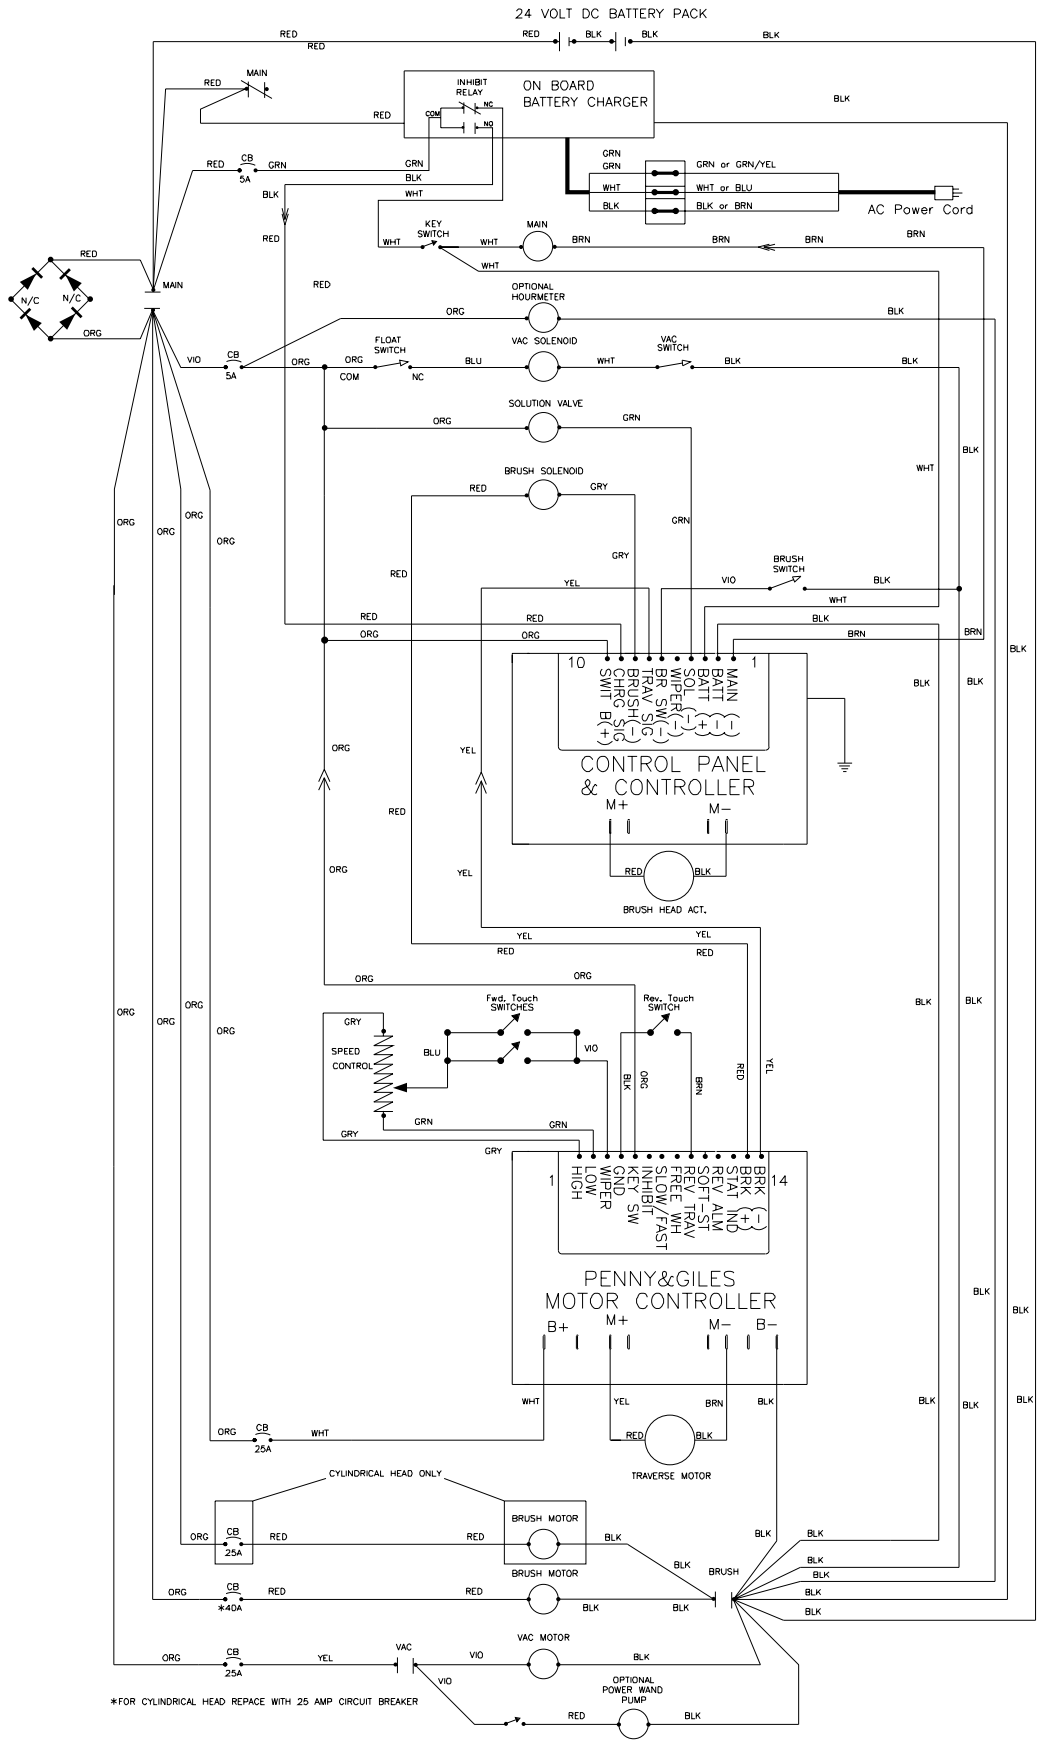 24 VOLT DC BATTERY PACK
RED
RED
RED
BLK
BLK
BLK
MAIN
RED
RED
INHIBIT
RELAY
NC
COM
NO
ON BOARD
BATTERY CHARGER
BLK
RED
CB
5A
GRN
GRN
BLK
WHT
BLK
GRN
GRN
GRN or GRN/YEL
WHT
WHT or BLU
BLK
BLK or BRN
AC Power Cord
KEY
SWITCH
MAIN
RED
WHT
WHT
BRN
BRN
BRN
BRN
WHT
RED
MAIN
N/C
N/C
RED
ORG
OPTIONAL
HOURMETER
ORG
BLK
VIO
CB
5A
ORG
ORG
COM
FLOAT
SWITCH
NC
BLU
VAC SOLENOID
WHT
VAC
SWITCH
BLK
BLK
SOLUTION VALVE
ORG
GRN
BLK
WHT
BRUSH SOLENOID
RED
GRY
ORG
ORG
ORG
ORG
GRN
GRY
RED
YEL
VIO
BRUSH
SWITCH
BLK
WHT
RED
RED
BLK
ORG
ORG
BRN
BRN
BLK
10
1
SWIT B(+)
CHRG SIG
BRUSH(-)
TRAV SIG
BR SW(-)
WIPER(-)
SOL (-)
BATT (+)
BATT (-)
MAIN (-)
BLK
BLK
ORG
YEL
CONTROL PANEL
& CONTROLLER
M+
M-
RED
ORG
YEL
RED
BLK
BRUSH HEAD ACT.
YEL
YEL
RED
RED
ORG
ORG
Fwd. Touch
SWITCHES
Rev. Touch
SWITCH
BLK
BLK
ORG
ORG
ORG
ORG
GRY
SPEED
CONTROL
BLU
VIO
BLK
ORG
BRN
RED
YEL
GRN
GRN
GRY
GRY
1
14
HIGH
LOW
WIPER
GND
KEY SW
INHIBIT
SLOW/FAST
FREE WH
REV TRAV
SOFT-ST
REV ALM
STAT IND
BRK (+)
BRK (-)
PENNY&GILES
MOTOR CONTROLLER
B+
M+
M-
B-
BLK
BLK
WHT
YEL
BRN
BLK
BLK
BLK
BLK
ORG
CB
25A
WHT
RED
BLK
TRAVERSE MOTOR
CYLINDRICAL HEAD ONLY
ORG
CB
25A
RED
RED
BRUSH MOTOR
BLK
BLK
BLK
BLK
BLK
BRUSH
BLK
BLK
BLK
BRUSH MOTOR
ORG
CB
*40A
RED
RED
BLK
BLK
BLK
ORG
CB
25A
YEL
VAC
VIO
VAC MOTOR
BLK
VIO
OPTIONAL
POWER WAND
PUMP
RED
BLK
*FOR CYLINDRICAL HEAD REPACE WITH 25 AMP CIRCUIT BREAKER